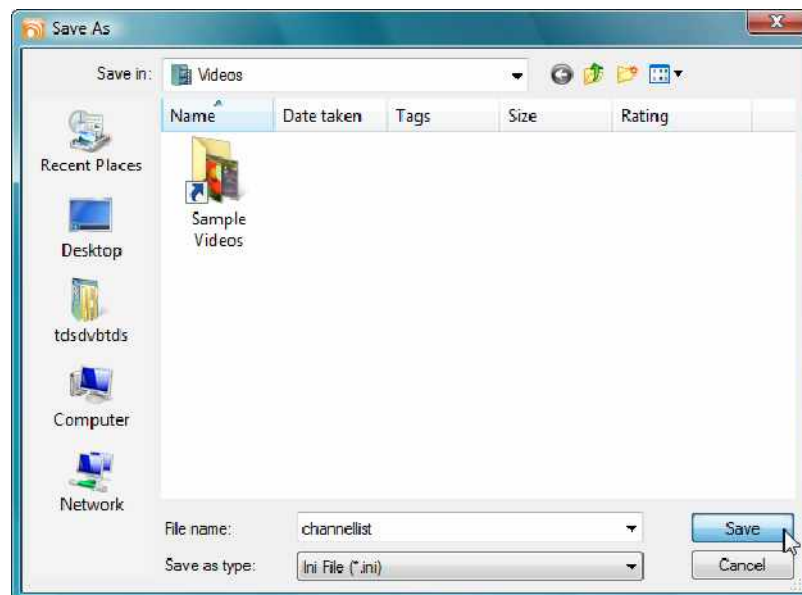 Save As
Save in: Videos
Name Date taken Tags Size Rating
Recent Places
Sample
Videos
Desktop
tdsdvbtds
Computer
Network
File name: channellist Save
Save as type: Ini File (*.ini) Cancel